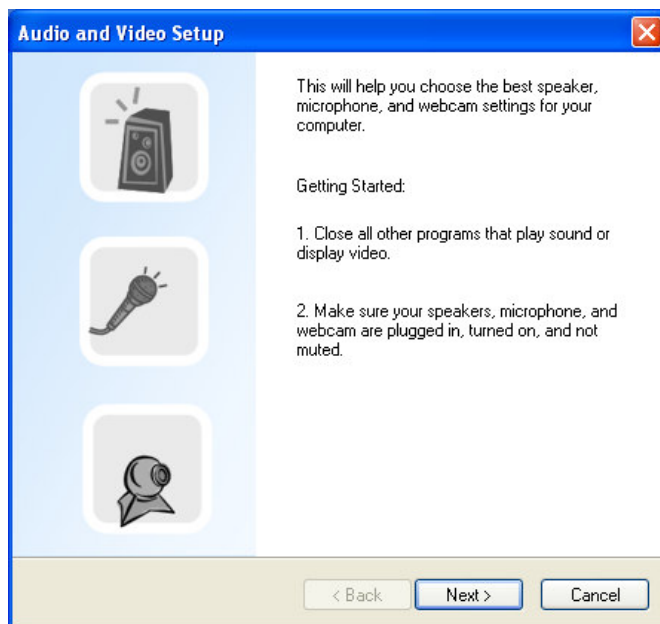 Audio and Video Setup
This will help you choose the best speaker,
microphone, and webcam settings for your
computer.
Getting Started:
1. Close all other programs that play sound or
display video.
2. Make sure your speakers, microphone, and
webcam are plugged in, turned on, and not
muted.
< Back
Next >
Cancel